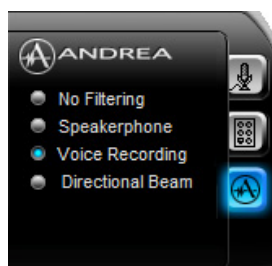 ANDREA
No Filtering
Speakerphone
Voice Recording
Directional Beam